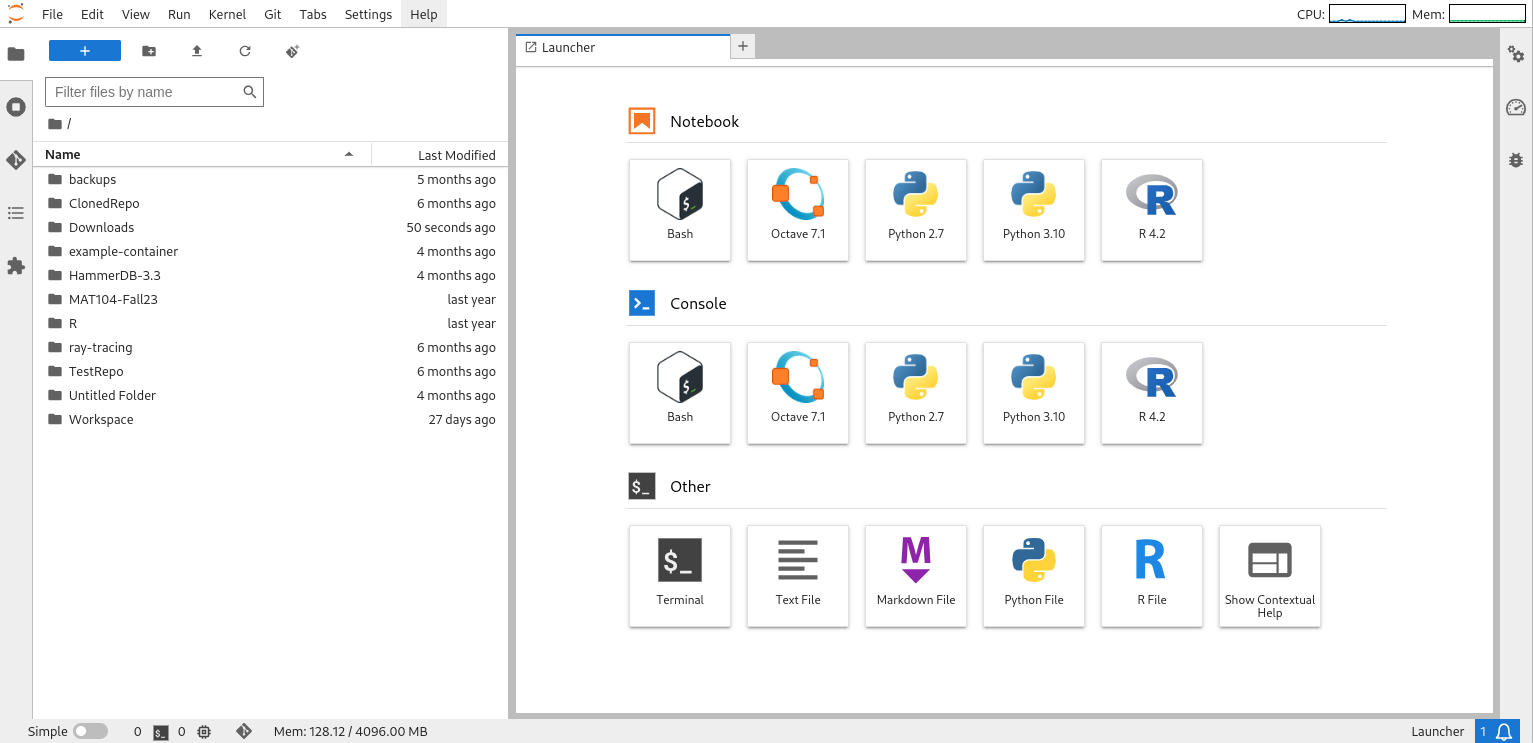 File Edit View Run Kernel Git Tabs Settings Help CPU: Mem:
+
Launcher +
Filter files by name
/
Name Last Modified
backups 5 months ago
ClonedRepo 6 months ago
Downloads 50 seconds ago
example-container 4 months ago
HammerDB-3.3 4 months ago
MAT104-Fall23 last year
R last year
ray-tracing 6 months ago
TestRepo 6 months ago
Untitled Folder 4 months ago
Workspace 27 days ago
Notebook
$_ R
Bash Octave 7.1 Python 2.7 Python 3.10 R 4.2
>_ Console
$_ R
Bash Octave 7.1 Python 2.7 Python 3.10 R 4.2
$_ Other
$_ M R
Terminal Text File Markdown File Python File R File Show Contextual
Help
Simple 0 $_ 0 Mem: 128.12 / 4096.00 MB Launcher 1